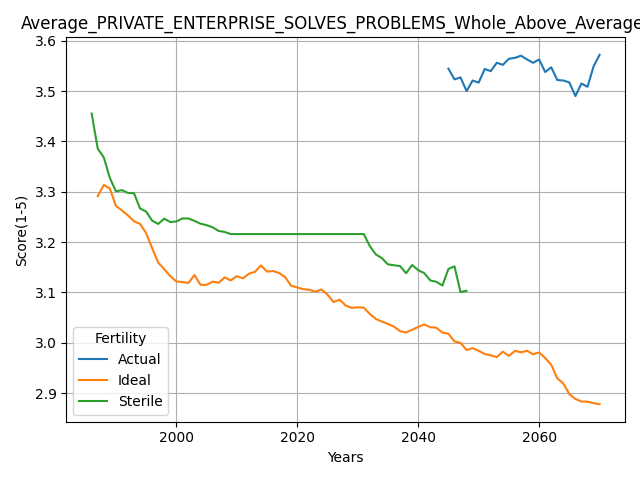 Average_PRIVATE_ENTERPRISE_SOLVES_PROBLEMS_Whole_Above_Average
3.6
3.5
3.4
3.3
3.2
3.1
3.0
2.9
Score(1-5)
Fertility
Actual
Ideal
Sterile
2000 2020 2040 2060
Years